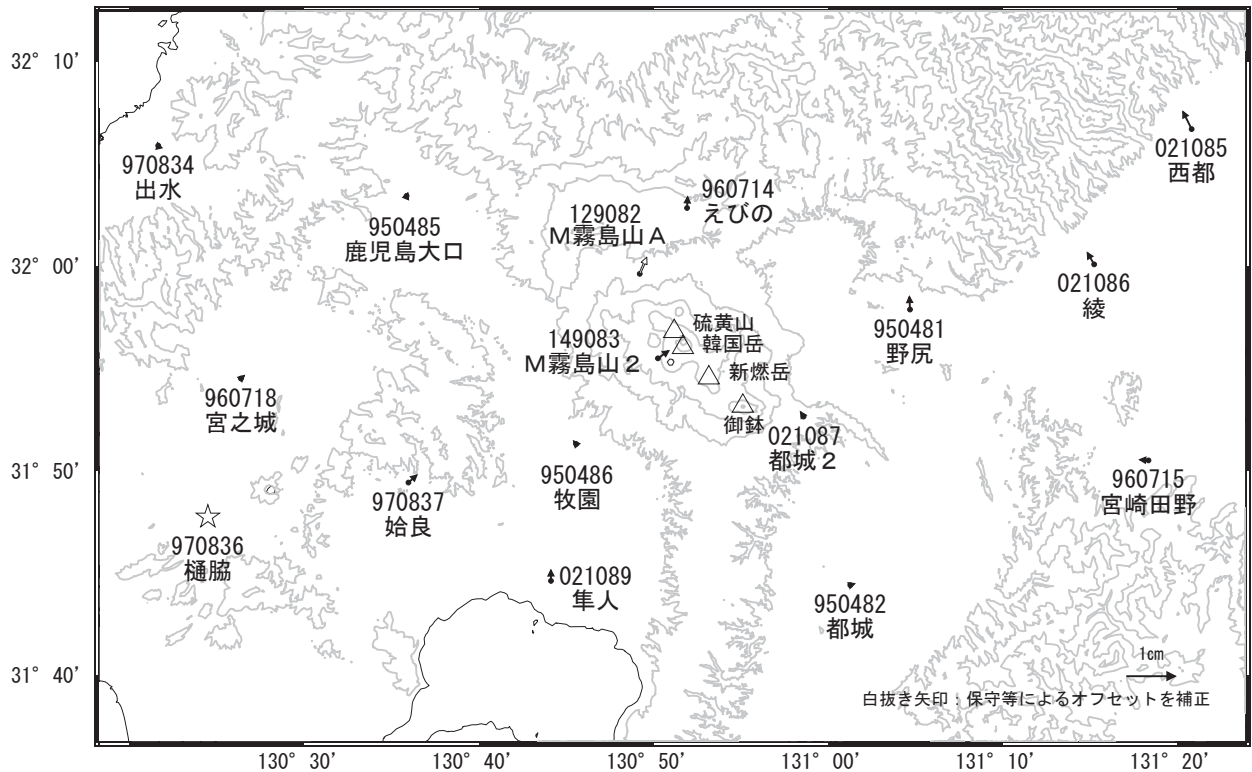 32° 10'
970834
出水
950485
鹿児島大口
129082
Ｍ霧島山Ａ
960714
えびの
021085
西都
32° 00'
021086
綾
149083
Ｍ霧島山２
硫黄山
韓国岳
新燃岳
御鉢
950481
野尻
960718
宮之城
31° 50'
970837
姶良
950486
牧園
021087
都城２
960715
宮崎田野
970836
樋脇
021089
隼人
950482
都城
31° 40'
1cm
白抜き矢印：保守等によるオフセットを補正
130° 30'
130° 40'
130° 50'
131° 00'
131° 10'
131° 20'